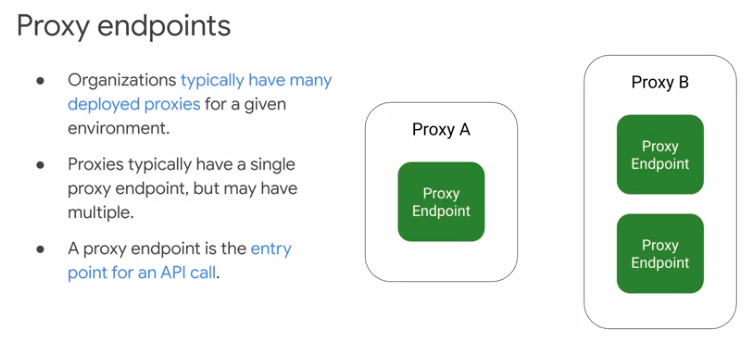 Proxy endpoints
● Organizations typically have many
deployed proxies for a given
environment.
● Proxies typically have a single
proxy endpoint, but may have
multiple.
● A proxy endpoint is the entry
point for an API call.
Proxy A
Proxy
Endpoint
Proxy B
Proxy
Endpoint
Proxy
Endpoint